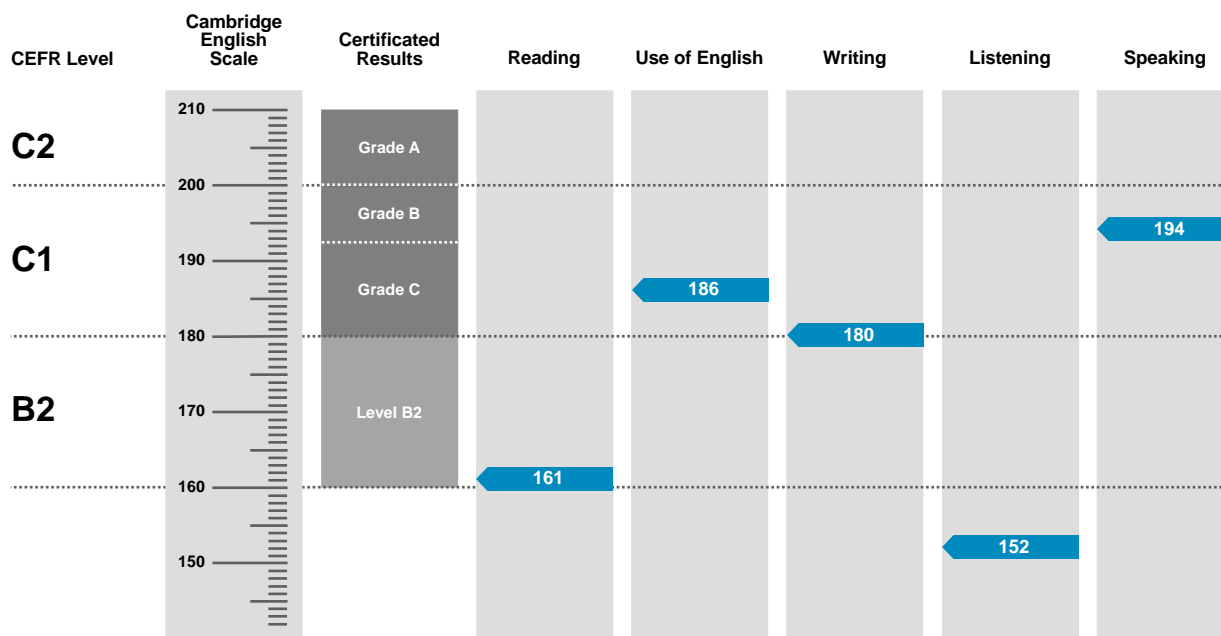 CEFR Level
Cambridge
English
Scale
Certificated
Results
Reading
Use of English
Writing
Listening
Speaking
210
C2
Grade A
200
Grade B
194
C1
190
Grade C
186
180
180
B2
170
Level B2
161
160
152
150